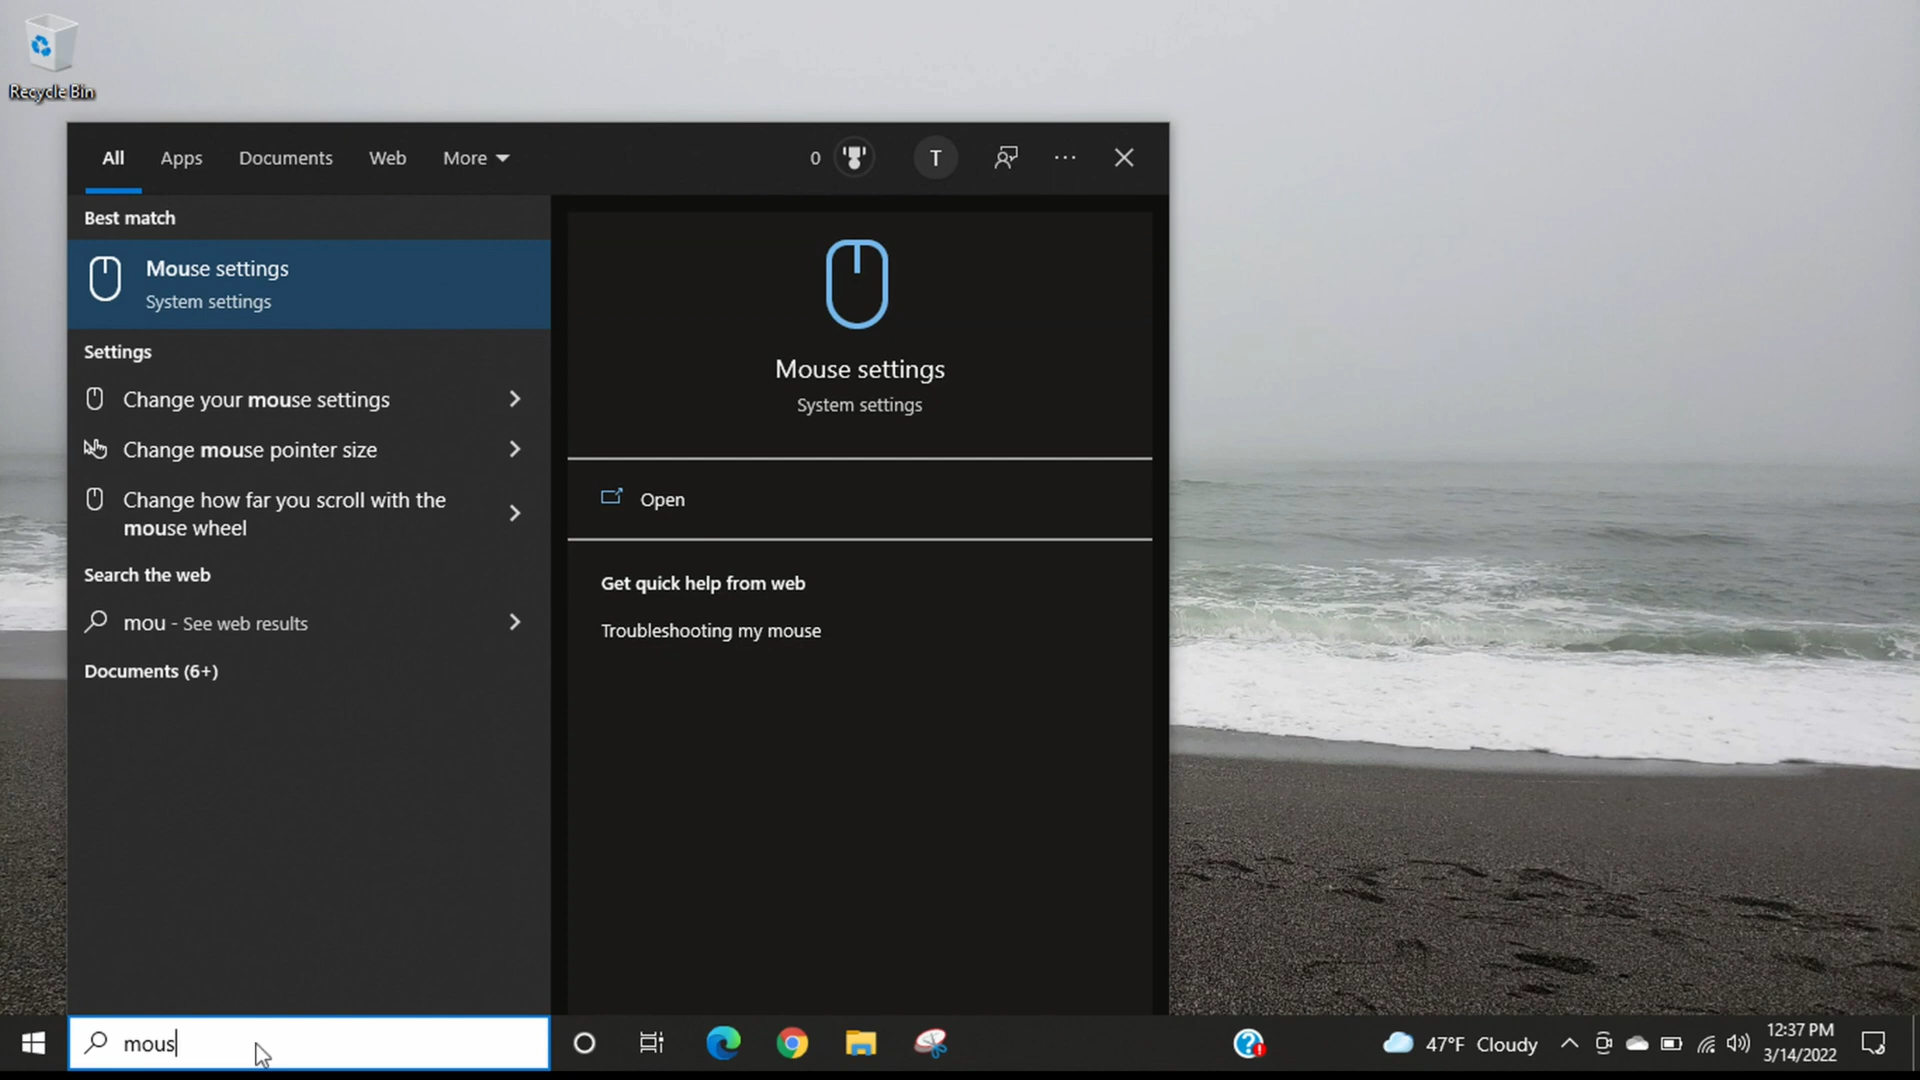 Recycle Bin
All Apps Documents Web More 0 T
Best match
Mouse settings
System settings
Settings
Change your mouse settings
Change mouse pointer size
Change how far you scroll with the
mouse wheel
Search the web
mou - See web results
Documents (6+)
Mouse settings
System settings
Open
Get quick help from web
Troubleshooting my mouse
mous
47°F Cloudy
12:37 PM
3/14/2022